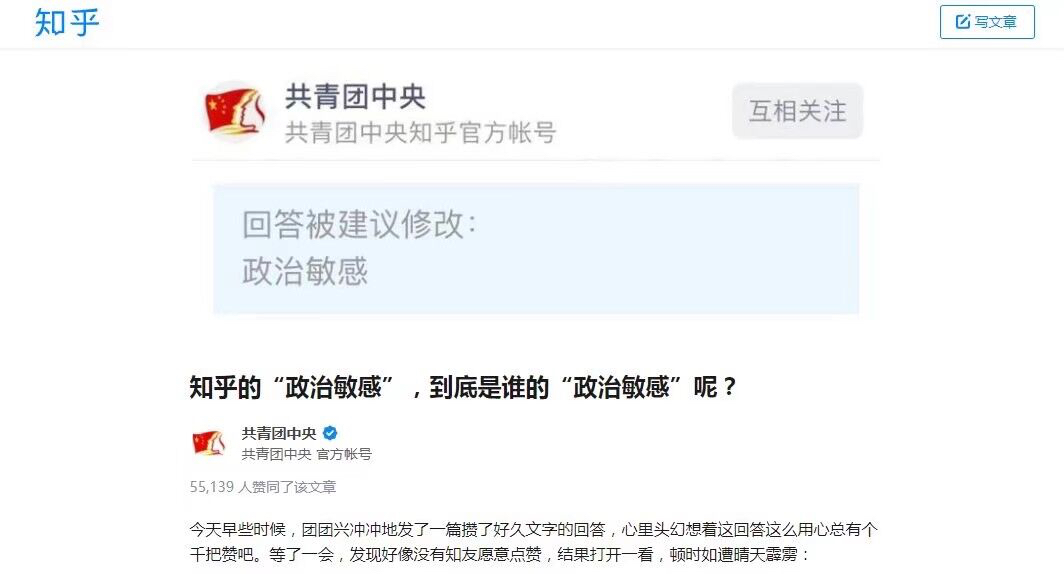 知乎
写文章
共青团中央
共青团中央知乎官方帐号
互相关注
回答被建议修改：
政治敏感
知乎的“政治敏感”，到底是谁的“政治敏感”呢？
共青团中央
共青团中央 官方帐号
55,139 人赞同了该文章
今天早些时候，团团兴冲冲地发了一篇攒了好久文字的回答，心里头幻想着这回答这么用心总有个
千把赞吧。等了一会，发现好像没有知友愿意点赞，结果打开一看，顿时如遭晴天霹雳：